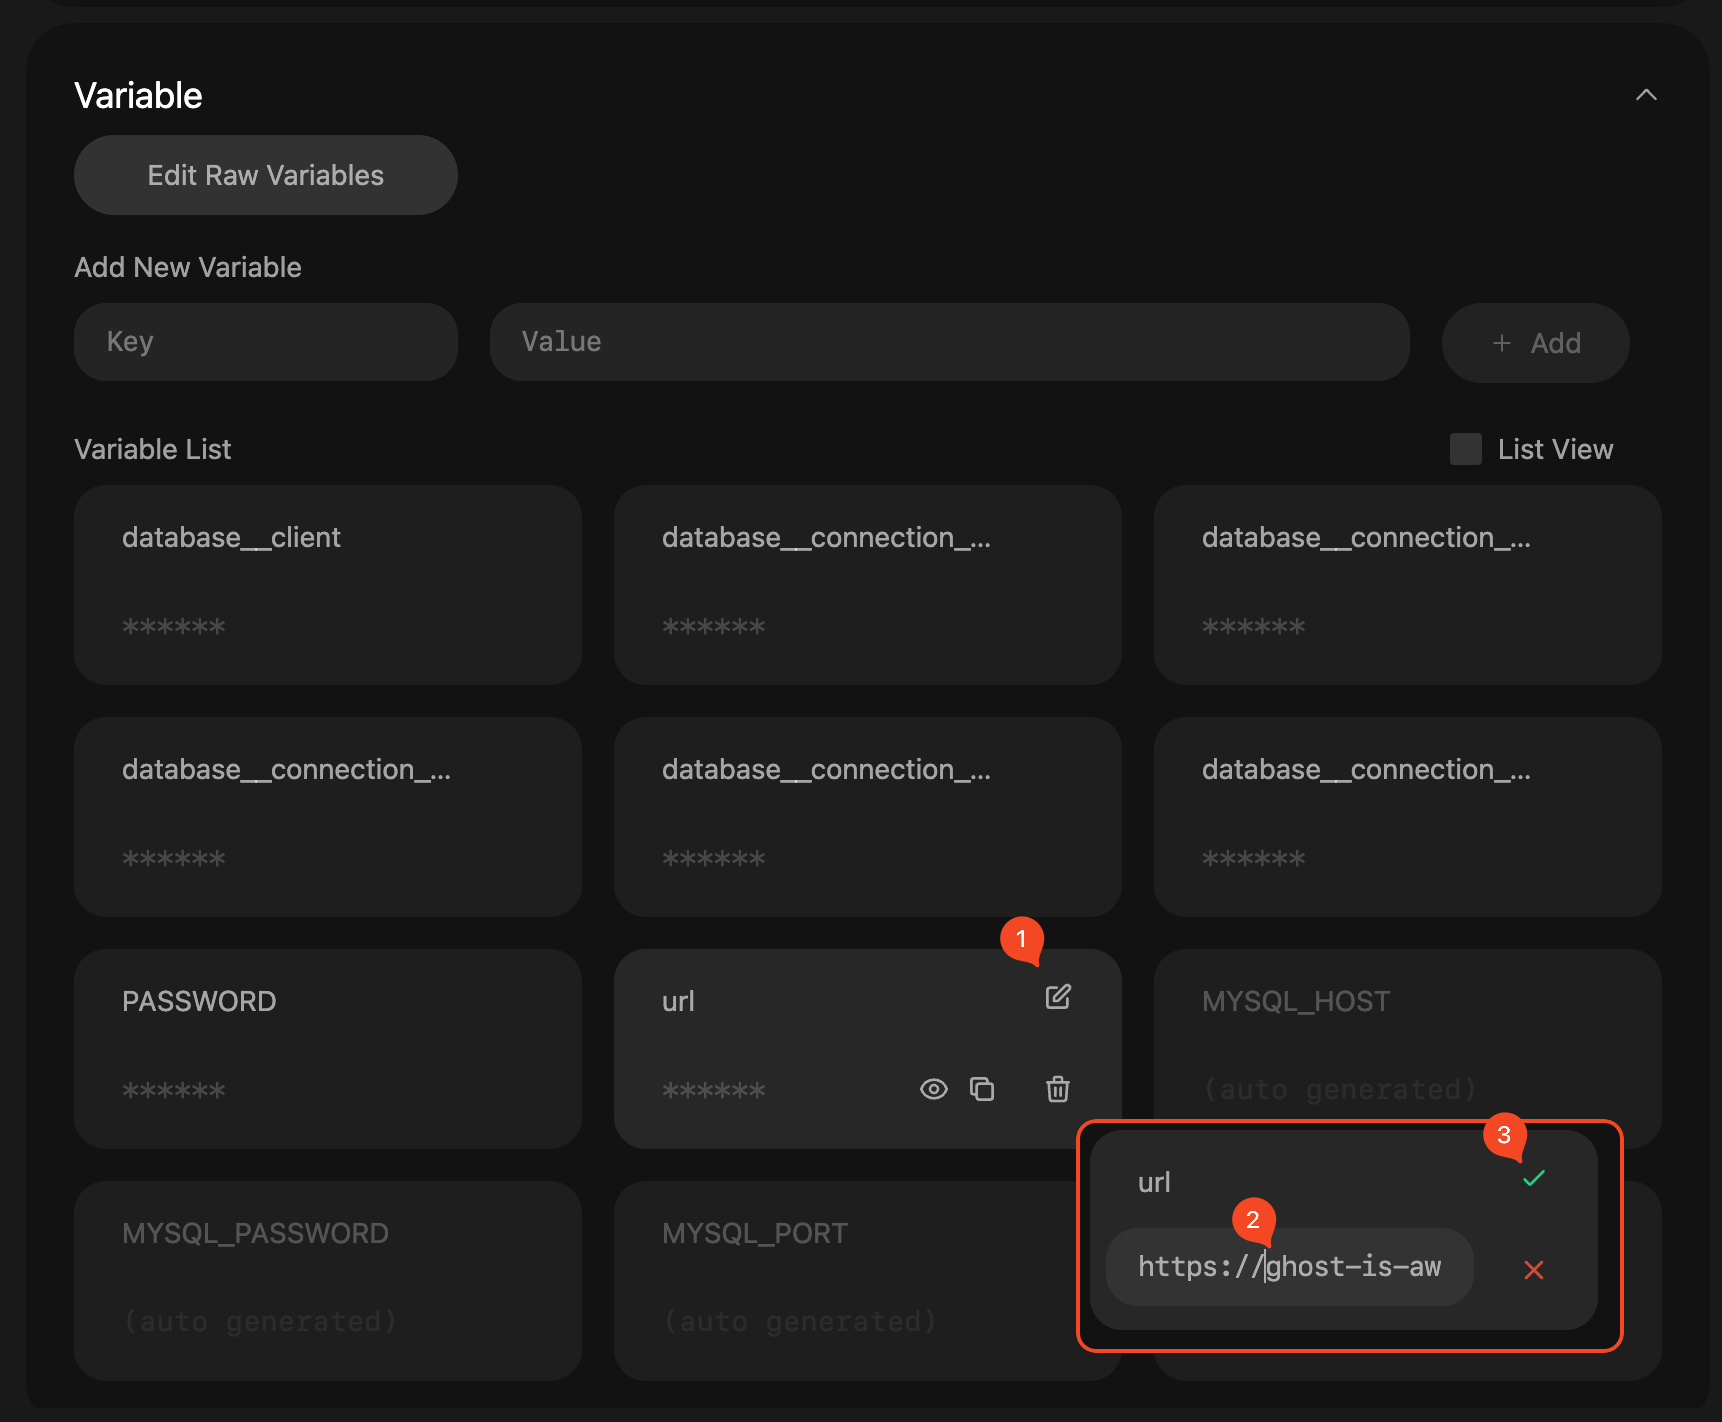 Variable
Edit Raw Variables
Add New Variable
Key
Value
+ Add
Variable List
List View
database__client
database__connection_...
database__connection_...
******
******
******
database__connection_...
database__connection_...
database__connection_...
******
******
******
1
PASSWORD
url
MYSQL_HOST
******
******
(auto generated)
3
url
2
https://ghost-is-aw
MYSQL_PASSWORD
MYSQL_PORT
(auto generated)
(auto generated)